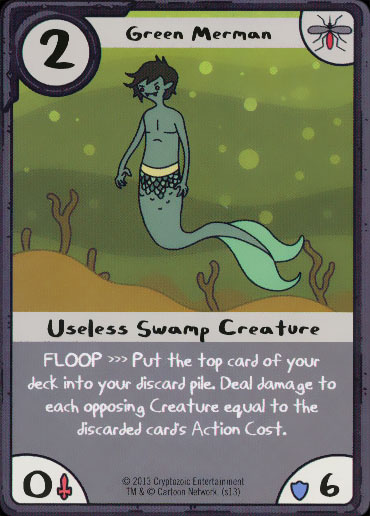 2
Green Merman
Useless Swamp Creature
FLOOP >>> Put the top card of your
deck into your discard pile. Deal damage to
each opposing Creature equal to the
discarded card's Action Cost.
© 2013 Cryptozoic Entertainment
TM & © Cartoon Network. (s13)
0
6